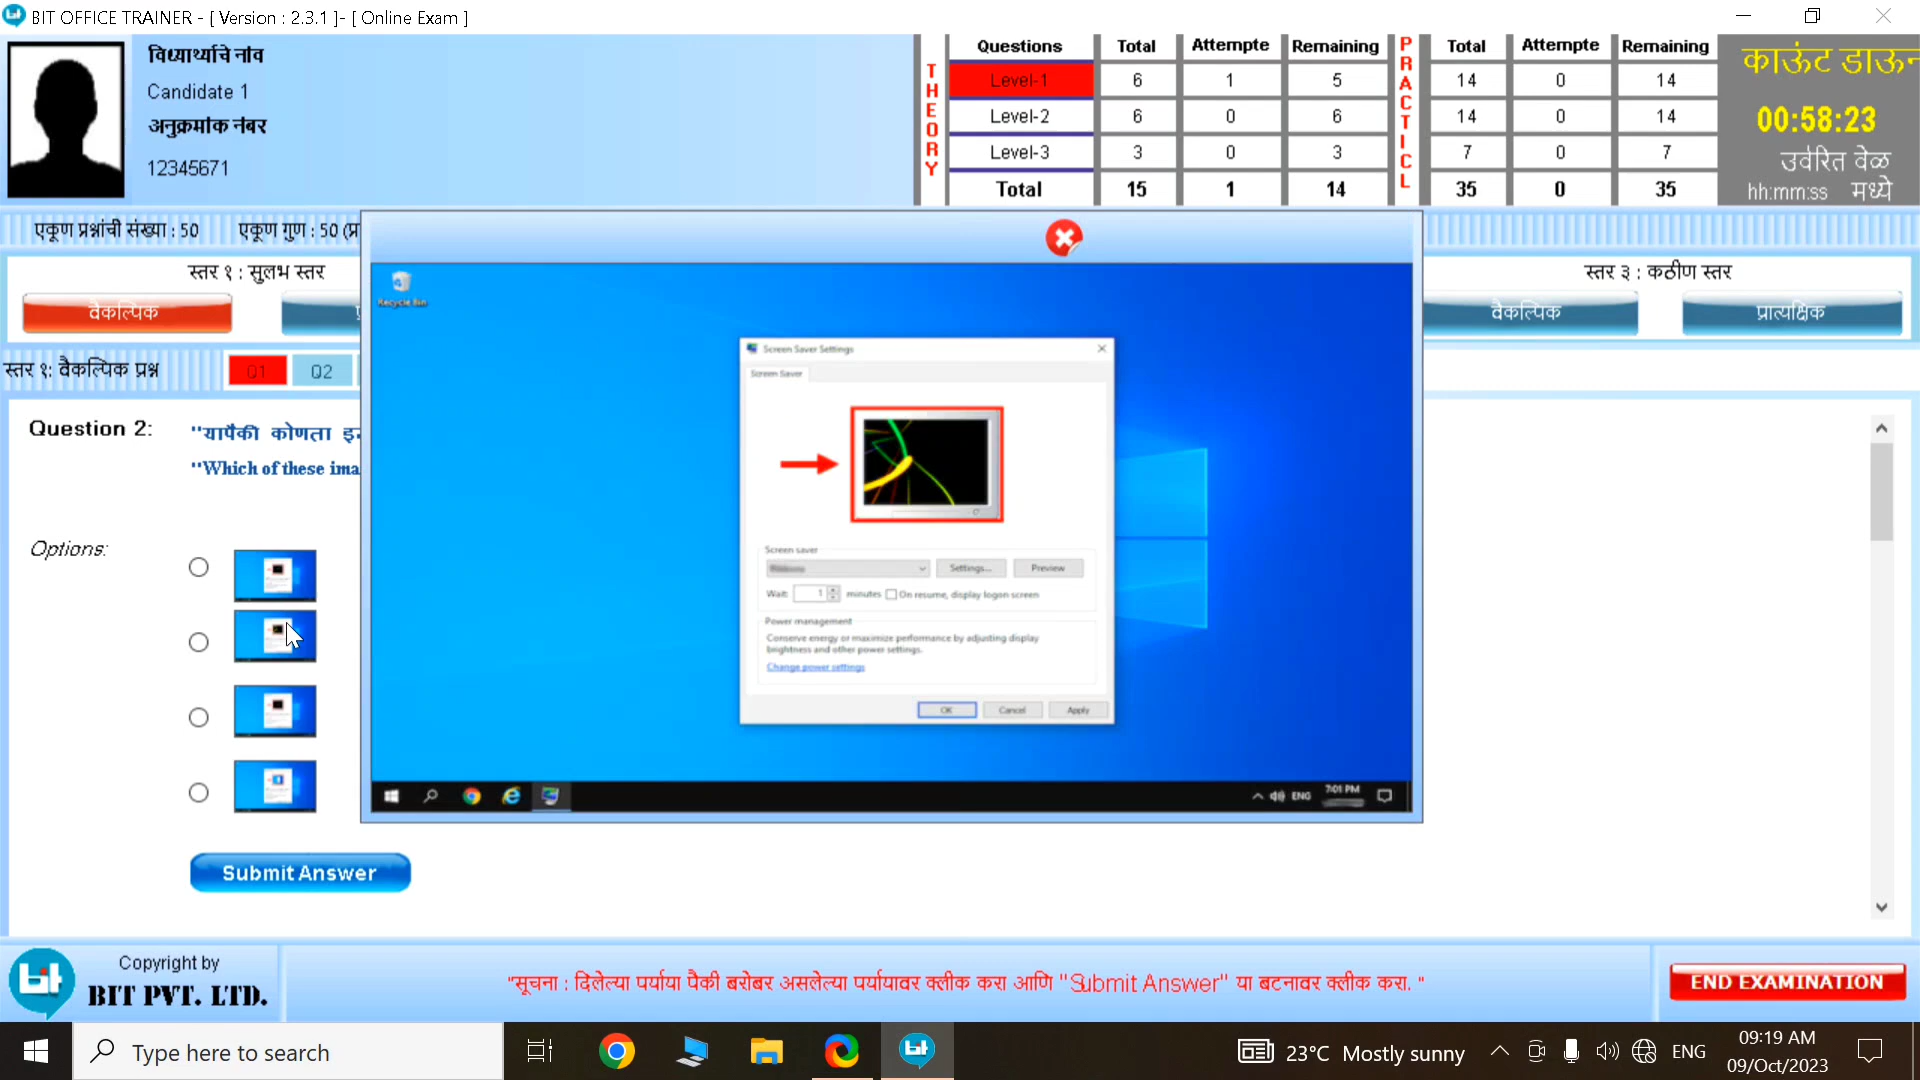 BIT OFFICE TRAINER - [ Version : 2.3.1 ]- [ Online Exam ]
विध्यार्थ्याचे नांव
Candidate 1
अनुक्रमांक नंबर
12345671
THEORY
Questions Total Attempte Remaining
Level-1 6 1 5
Level-2 6 0 6
Level-3 3 0 3
Total 15 1 14
PRACTICL
Total Attempte Remaining
14 0 14
14 0 14
7 0 7
35 0 35
काऊंट डाऊन
00:58:23
उर्वरित वेळ
hh:mm:ss मध्ये
एकूण प्रश्नांची संख्या : 50 एकूण गुण : 50 (प्र
स्तर १ : सुलभ स्तर
वैकल्पिक
स्तर ३ : कठीण स्तर
वैकल्पिक प्रात्यक्षिक
स्तर १: वैकल्पिक प्रश्न Q1 Q2
Question 2: "यापैकी कोणता इ
"Which of these ima
Options:
Submit Answer
Recycle Bin
Screen Saver Settings
Screen Saver
Screen saver
Settings... Preview
Wait: 1 minutes On resume, display logon screen
Power management
Conserve energy or maximize performance by adjusting display
brightness and other power settings.
Change power settings
OK Cancel Apply
ENG 7:01 PM
Copyright by
BIT PVT. LTD.
"सूचना : दिलेल्या पर्याया पैकी बरोबर असलेल्या पर्यायावर क्लीक करा आणि "Submit Answer" या बटनावर क्लीक करा. "
END EXAMINATION
Type here to search
23°C Mostly sunny
ENG
09:19 AM
09/Oct/2023